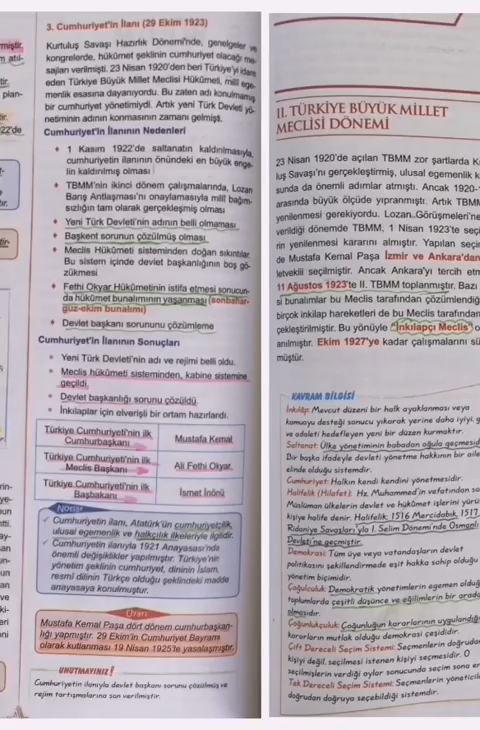 3. Cumhuriyet'in İlanı (29 Ekim 1923)
Kurtuluş Savaşı Hazırlık Dönemi'nde, genelgeler ve
kongrelerde, hükümet şeklinin cumhuriyet olacağı me-
sajları verilmişti. 23 Nisan 1920'den beri Türkiye'yi idare
eden Türkiye Büyük Millet Meclisi Hükümeti, millî ege-
menlik esasına dayanıyordu. Bu zaten adı konulmamış
bir cumhuriyet yönetimiydi. Artık yeni Türk Devleti yö-
netiminin adının konmasının zamanı gelmişti.
Cumhuriyet'in İlanının Nedenleri
1 Kasım 1922'de saltanatın kaldırılmasıyla,
cumhuriyetin ilanının önündeki en büyük enge-
lin kaldırılmış olması
TBMM'nin ikinci dönem çalışmalarında, Lozan
Barış Antlaşması'nı onaylamasıyla millî bağım-
sızlığın tam olarak gerçekleşmiş olması
Yeni Türk Devleti'nin adının belli olmaması
Başkent sorunun çözülmüş olması
Meclis Hükûmeti sisteminden doğan sıkıntılar
Bu sistem içinde devlet başkanlığının boş gö-
zükmesi
Fethi Okyar Hükûmetinin istifa etmesi sonucun-
da hükûmet bunalımının yaşanması (sonbahar-
güz-ekim bunalımı)
Devlet başkanı sorununu çözümleme
Cumhuriyet'in İlanının Sonuçları
Yeni Türk Devleti'nin adı ve rejimi belli oldu.
Meclis hükûmeti sisteminden, kabine sistemine
geçildi.
Devlet başkanlığı sorunu çözüldü.
İnkılaplar için elverişli bir ortam hazırlandı.
Türkiye Cumhuriyeti'nin ilk
Cumhurbaşkanı
Mustafa Kemal
Türkiye Cumhuriyeti'nin ilk
Meclis Başkanı
Ali Fethi Okyar
Türkiye Cumhuriyeti'nin ilk
Başbakanı
İsmet İnönü
Notlar
✓ Cumhuriyetin ilanı, Atatürk'ün cumhuriyetçilik,
ulusal egemenlik ve halkçılık ilkeleriyle ilgilidir.
✓ Cumhuriyetin ilanıyla 1921 Anayasası'nda
önemli değişiklikler yapılmıştır. Türkiye'nin
yönetim şeklinin cumhuriyet, dininin İslam,
resmî dilinin Türkçe olduğu şeklindeki madde
anayasaya konulmuştur.
Uyarı
Mustafa Kemal Paşa dört dönem cumhurbaşkan-
lığı yapmıştır. 29 Ekim'in Cumhuriyet Bayramı
olarak kutlanması 19 Nisan 1925'te yasalaşmıştır.
UNUTMAYINIZ!
Cumhuriyetin ilanıyla devlet başkanı sorunu çözülmüş ve
rejim tartışmalarına son verilmiştir.
II. TÜRKİYE BÜYÜK MİLLET
MECLİSİ DÖNEMİ
23 Nisan 1920'de açılan TBMM zor şartlarda Ku
luş Savaşı'nı gerçekleştirmiş, ulusal egemenlik k
sunda da önemli adımlar atmıştı. Ancak 1920-
arasında büyük ölçüde yıpranmıştı. Artık TBMM
yenilenmesi gerekiyordu. Lozan Görüşmeleri'ne
verildiği dönemde TBMM, 1 Nisan 1923'te seçi
rin yenilenmesi kararını almıştır. Yapılan seçin
de Mustafa Kemal Paşa İzmir ve Ankara'dan
letvekili seçilmiştir. Ancak Ankara'yı tercih etm
11 Ağustos 1923'te II. TBMM toplanmıştır. Bazı
si bunalımlar bu Meclis tarafından çözümlendiği
birçok inkılap hareketleri de bu Meclis tarafından
çekleştirilmiştir. Bu yönüyle "İnkılapçı Meclis" o
anılmıştır. Ekim 1927'ye kadar çalışmalarını sü
müştür.
KAVRAM BİLGİSİ
İnkılâp: Mevcut düzeni bir halk ayaklanması veya
kamuoyu desteği sonucu yıkarak yerine daha iyiyi, g
ve adaleti hedefleyen yeni bir düzen kurmaktır.
Saltanat: Ülke yönetiminin babadan oğula geçmesid
Bir başka ifadeyle devleti yönetme hakkının bir aile
elinde olduğu sistemdir.
Cumhuriyet: Halkın kendi kendini yönetmesidir.
Halifelik (Hilafet): Hz. Muhammed'in vefatından so
Müslüman ülkelerin devlet ve hükûmet işlerini yürü
kişiye halife denir. Halifelik; 1516 Mercidabık, 1517
Ridaniye Savaşları'yla I. Selim Dönemi'nde Osmanlı
Devleti'ne geçmiştir.
Demokrasi: Tüm üye veya vatandaşların devlet
politikasını şekillendirmede eşit hakka sahip olduğu
yönetim biçimidir.
Çoğulculuk: Demokratik yönetimlerin egemen olduğ
toplumlarda çeşitli düşünce ve eğilimlerin bir arada
olmasıdır.
Çoğunlukçuluk: Çoğunluğun kararlarının uygulandığı
kararların mutlak olduğu demokrasi çeşididir.
Çift Dereceli Seçim Sistemi: Seçmenlerin doğrudan
kişiyi değil, seçilmesi istenen kişiyi seçmesidir. O
seçilmişlerin verdiği oylar sonucunda seçim sona er
Tek Dereceli Seçim Sistemi: Seçmenlerin yöneticile
doğrudan doğruya seçebildiği sistemdir.